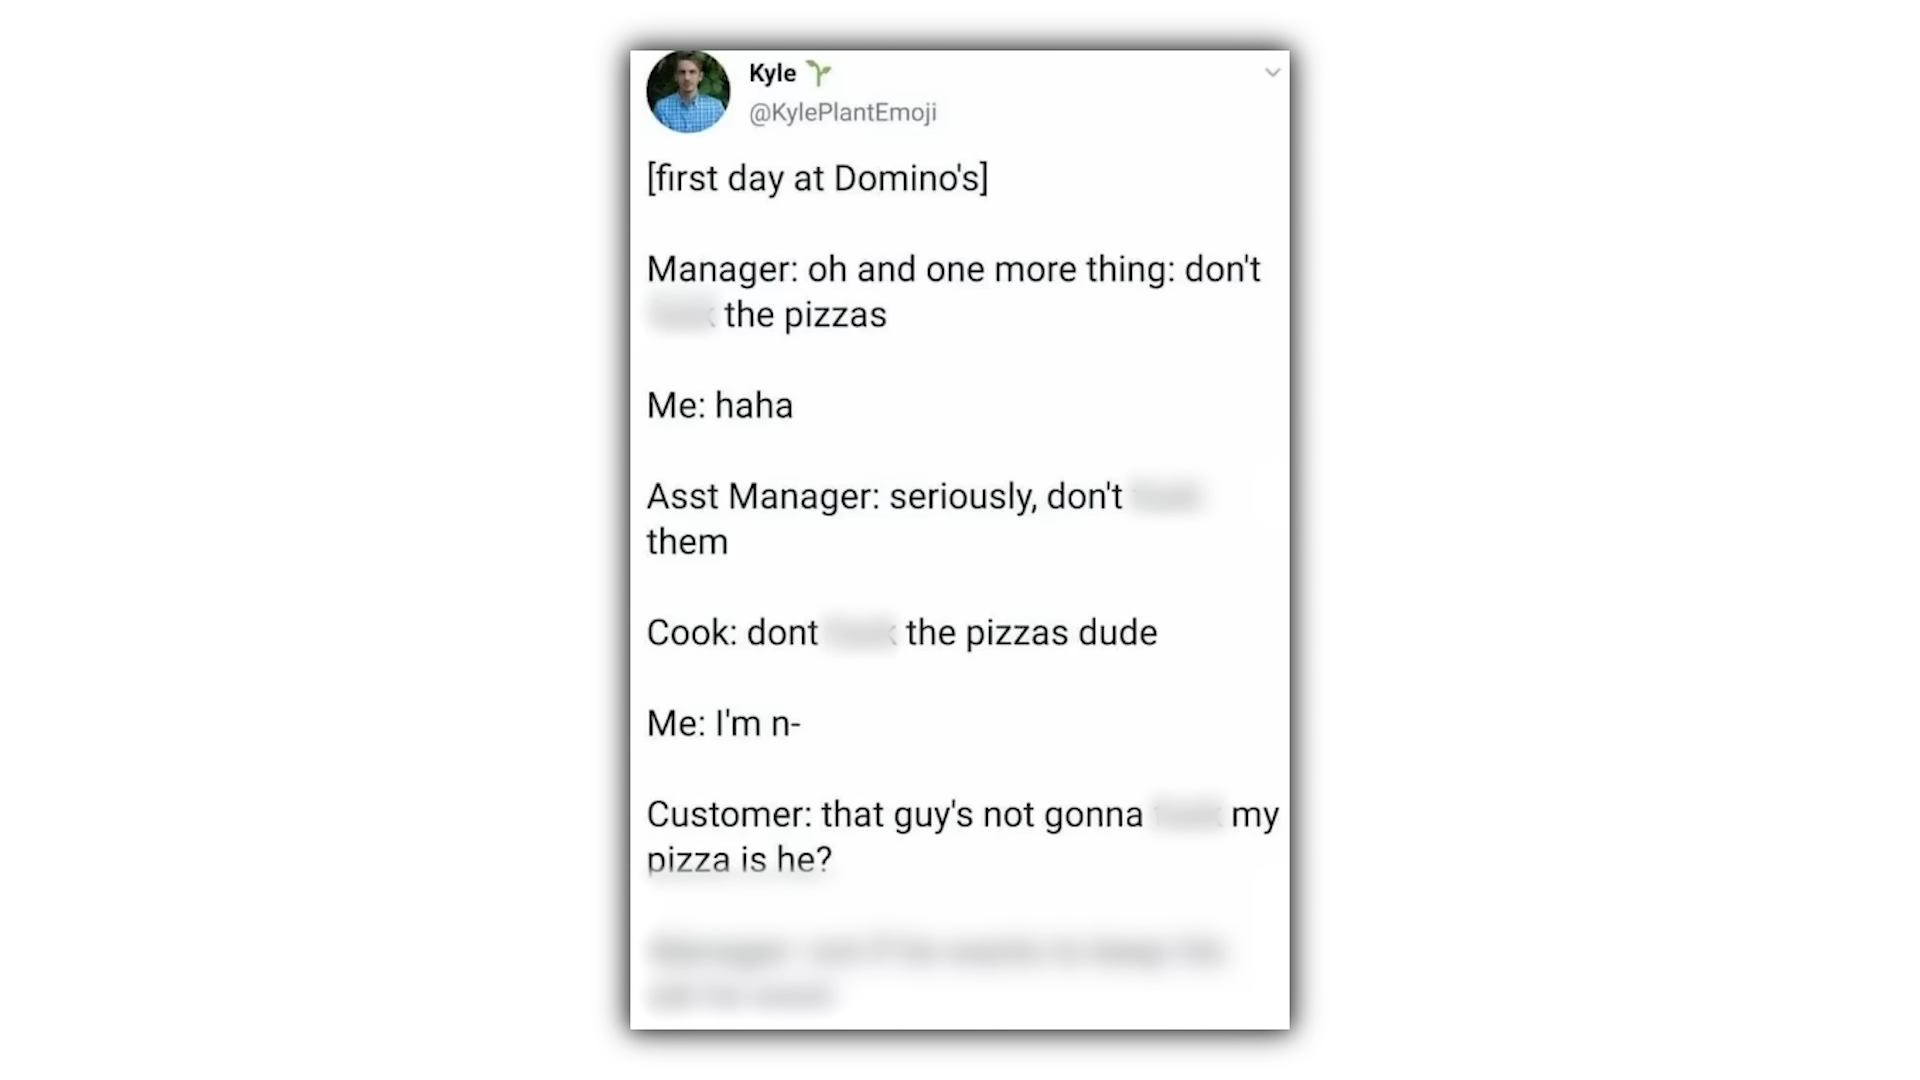 Kyle 🌱
@KylePlantEmoji
[first day at Domino's]
Manager: oh and one more thing: don't
the pizzas
Me: haha
Asst Manager: seriously, don't
them
Cook: dont the pizzas dude
Me: I'm n-
Customer: that guy's not gonna my
pizza is he?